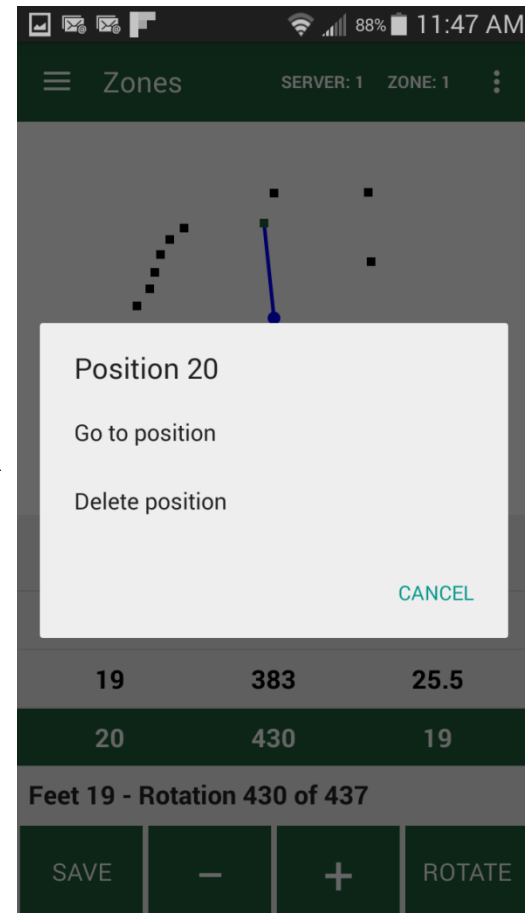 88% 11:47 AM
Zones SERVER: 1 ZONE: 1
Position 20
Go to position
Delete position
CANCEL
19 383 25.5
20 430 19
Feet 19 - Rotation 430 of 437
SAVE − + ROTATE